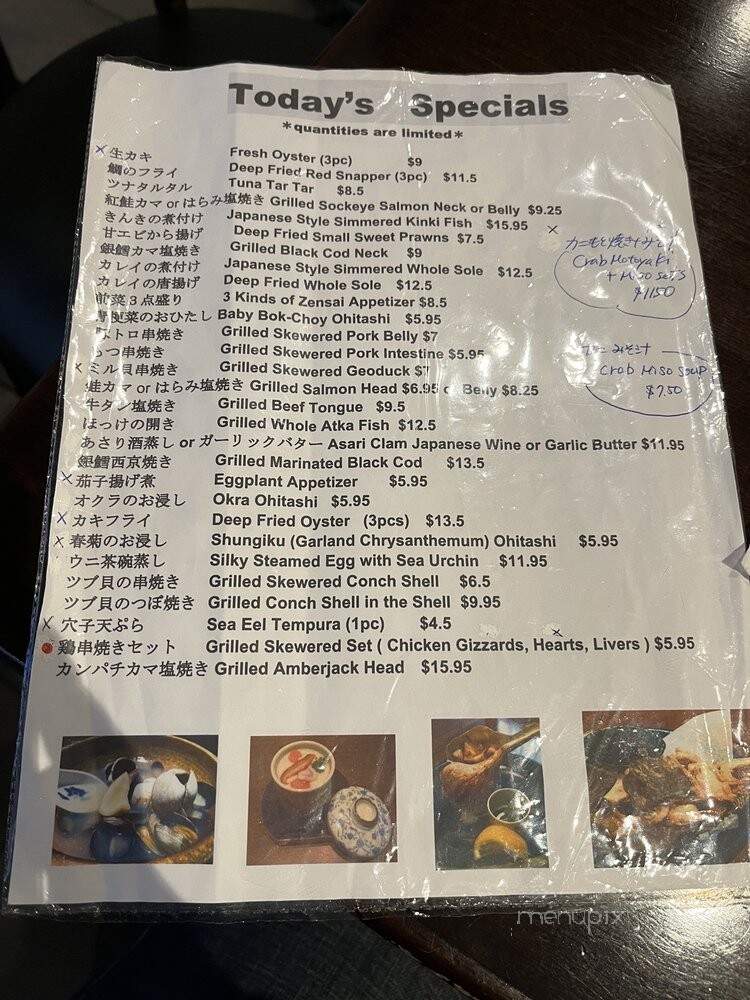 Today's Specials
*quantities are limited*
×生カキ Fresh Oyster (3pc) $9
鯛のフライ Deep Fried Red Snapper (3pc) $11.5
ツナタルタル Tuna Tar Tar $8.5
紅鮭カマ or はらみ塩焼き Grilled Sockeye Salmon Neck or Belly $9.25
きんきの煮付け Japanese Style Simmered Kinki Fish $15.95 ×
甘エビから揚げ Deep Fried Small Sweet Prawns $7.5
銀鱈カマ塩焼き Grilled Black Cod Neck $9
カレイの煮付け Japanese Style Simmered Whole Sole $12.5
カレイの唐揚げ Deep Fried Whole Sole $12.5
前菜３点盛り 3 Kinds of Zensai Appetizer $8.5
菜のおひたし Baby Bok-Choy Ohitashi $5.95
トロ串焼き Grilled Skewered Pork Belly $7
つ串焼き Grilled Skewered Pork Intestine $5.95
×ミル貝串焼き Grilled Skewered Geoduck $7
鮭カマ or はらみ塩焼き Grilled Salmon Head $6.95 or Belly $8.25
牛タン塩焼き Grilled Beef Tongue $9.5
ほっけの開き Grilled Whole Atka Fish $12.5
あさり酒蒸し or ガーリックバター Asari Clam Japanese Wine or Garlic Butter $11.95
銀鱈西京焼き Grilled Marinated Black Cod $13.5
×茄子揚げ煮 Eggplant Appetizer $5.95
オクラのお浸し Okra Ohitashi $5.95
×カキフライ Deep Fried Oyster (3pcs) $13.5
×春菊のお浸し Shungiku (Garland Chrysanthemum) Ohitashi $5.95
ウニ茶碗蒸し Silky Steamed Egg with Sea Urchin $11.95
ツブ貝の串焼き Grilled Skewered Conch Shell $6.5
ツブ貝のつぼ焼き Grilled Conch Shell in the Shell $9.95
×穴子天ぷら Sea Eel Tempura (1pc) $4.5
鶏串焼きセット Grilled Skewered Set ( Chicken Gizzards, Hearts, Livers ) $5.95
カンパチカマ塩焼き Grilled Amberjack Head $15.95
Crab Motoyaki
+ Miso set
$11.50
みそ汁
Crab Miso Soup
$7.50
menupix